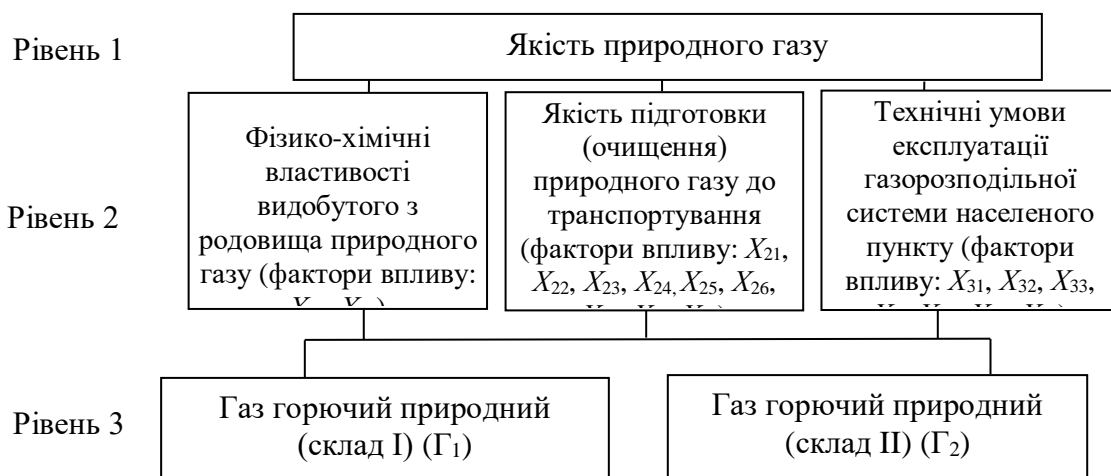 Рівень 1
Якість природного газу
Рівень 2
Фізико-хімічні
властивості
видобутого з
родовища природного
газу (фактори впливу:
Якість підготовки
(очищення)
природного газу до
транспортування
(фактори впливу: X21,
X22, X23, X24, X25, X26,
Технічні умови
експлуатації
газорозподільної
системи населеного
пункту (фактори
впливу: X31, X32, X33,
Рівень 3
Газ горючий природний
(склад І) (Г1)
Газ горючий природний
(склад ІІ) (Г2)